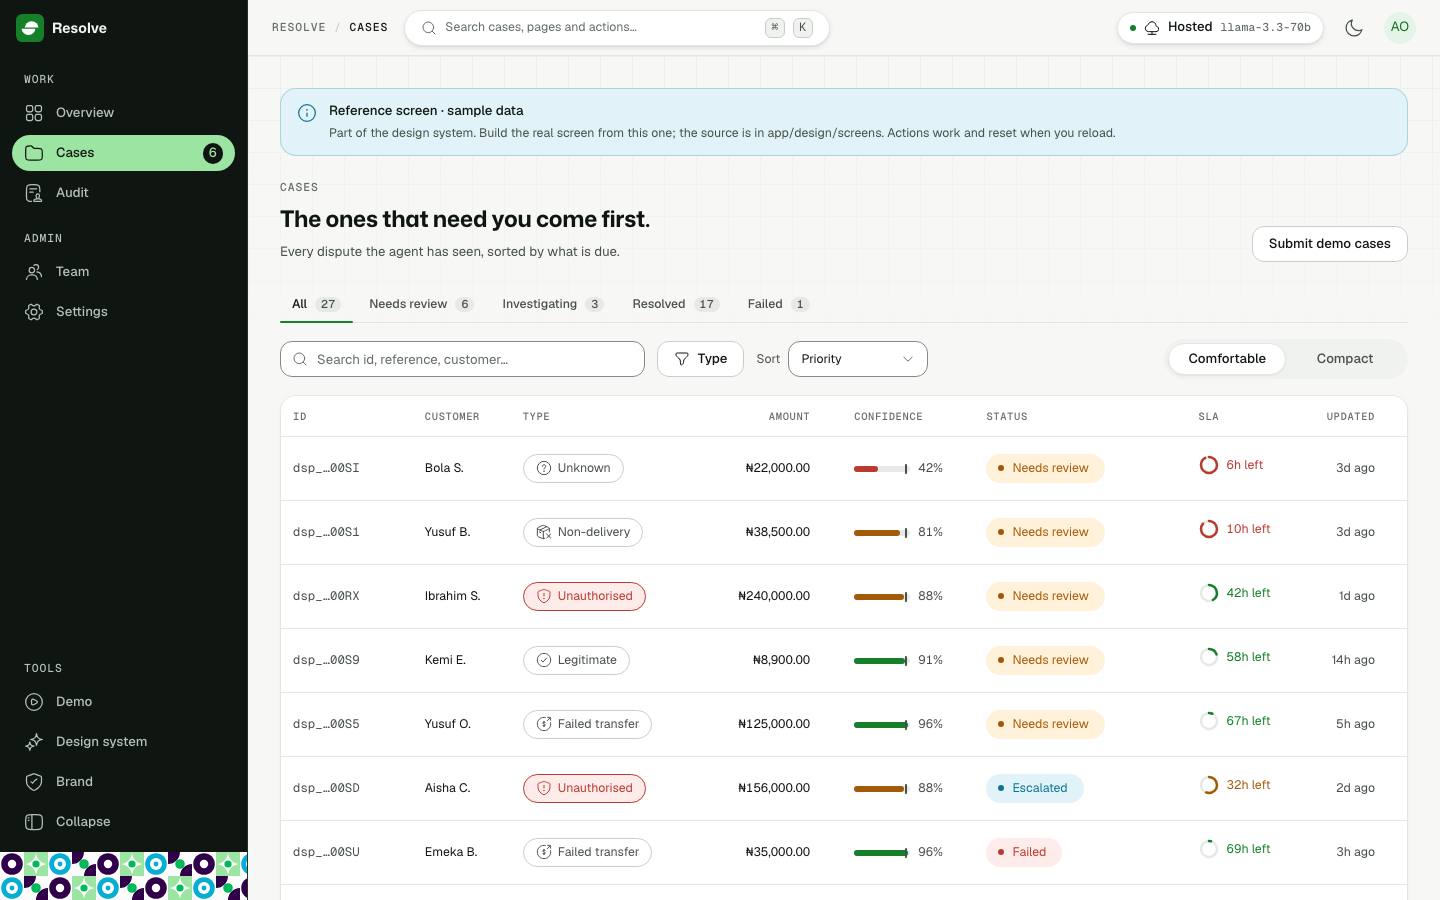 Resolve
WORK
Overview
Cases 6
Audit
ADMIN
Team
Settings
TOOLS
Demo
Design system
Brand
Collapse
RESOLVE / CASES
Search cases, pages and actions… ⌘ K
Hosted llama-3.3-70b
AO
Reference screen · sample data
Part of the design system. Build the real screen from this one; the source is in app/design/screens. Actions work and reset when you reload.
CASES
The ones that need you come first.
Every dispute the agent has seen, sorted by what is due.
Submit demo cases
All 27 Needs review 6 Investigating 3 Resolved 17 Failed 1
Search id, reference, customer… Type Sort Priority Comfortable Compact
ID CUSTOMER TYPE AMOUNT CONFIDENCE STATUS SLA UPDATED
dsp_…00SI Bola S. Unknown ₦22,000.00 42% Needs review 6h left 3d ago
dsp_…00S1 Yusuf B. Non-delivery ₦38,500.00 81% Needs review 10h left 3d ago
dsp_…00RX Ibrahim S. Unauthorised ₦240,000.00 88% Needs review 42h left 1d ago
dsp_…00S9 Kemi E. Legitimate ₦8,900.00 91% Needs review 58h left 14h ago
dsp_…00S5 Yusuf O. Failed transfer ₦125,000.00 96% Needs review 67h left 5h ago
dsp_…00SD Aisha C. Unauthorised ₦156,000.00 88% Escalated 32h left 2d ago
dsp_…00SU Emeka B. Failed transfer ₦35,000.00 96% Failed 69h left 3h ago